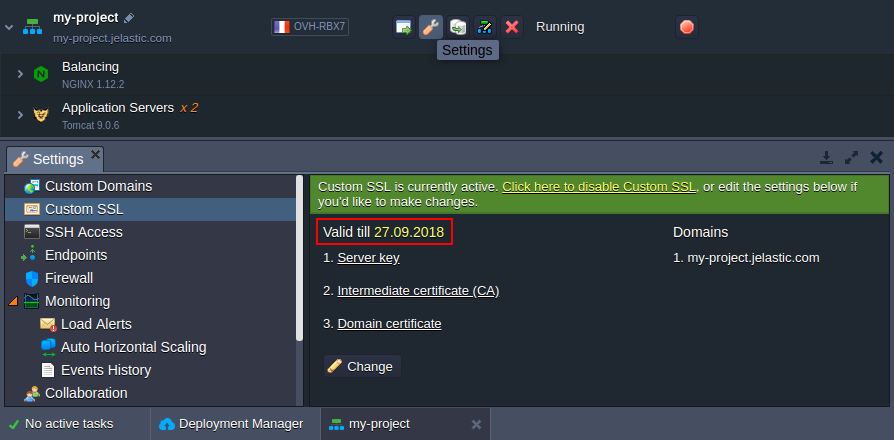 my-project
my-project.jelastic.com
OVH-RBX7
Running
Settings
Balancing
NGINX 1.12.2
Application Servers x 2
Tomcat 9.0.6
Settings
Custom Domains
Custom SSL
SSH Access
Endpoints
Firewall
Monitoring
Load Alerts
Auto Horizontal Scaling
Events History
Collaboration
Custom SSL is currently active. Click here to disable Custom SSL, or edit the settings below if
you'd like to make changes.
Valid till 27.09.2018
1. Server key
2. Intermediate certificate (CA)
3. Domain certificate
Change
Domains
1. my-project.jelastic.com
No active tasks
Deployment Manager
my-project